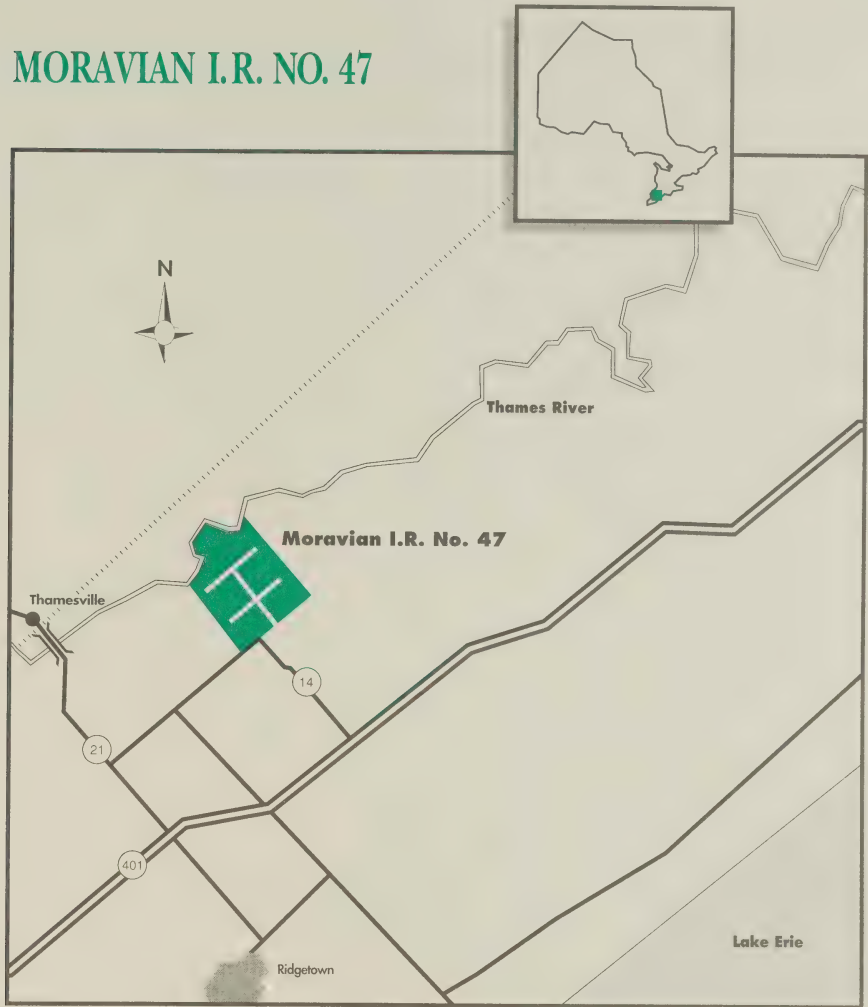 MORAVIAN I.R. NO. 47
N
Thames River
Moravian I.R. No. 47
Thamesville
14
21
401
Lake Erie
Ridgetown